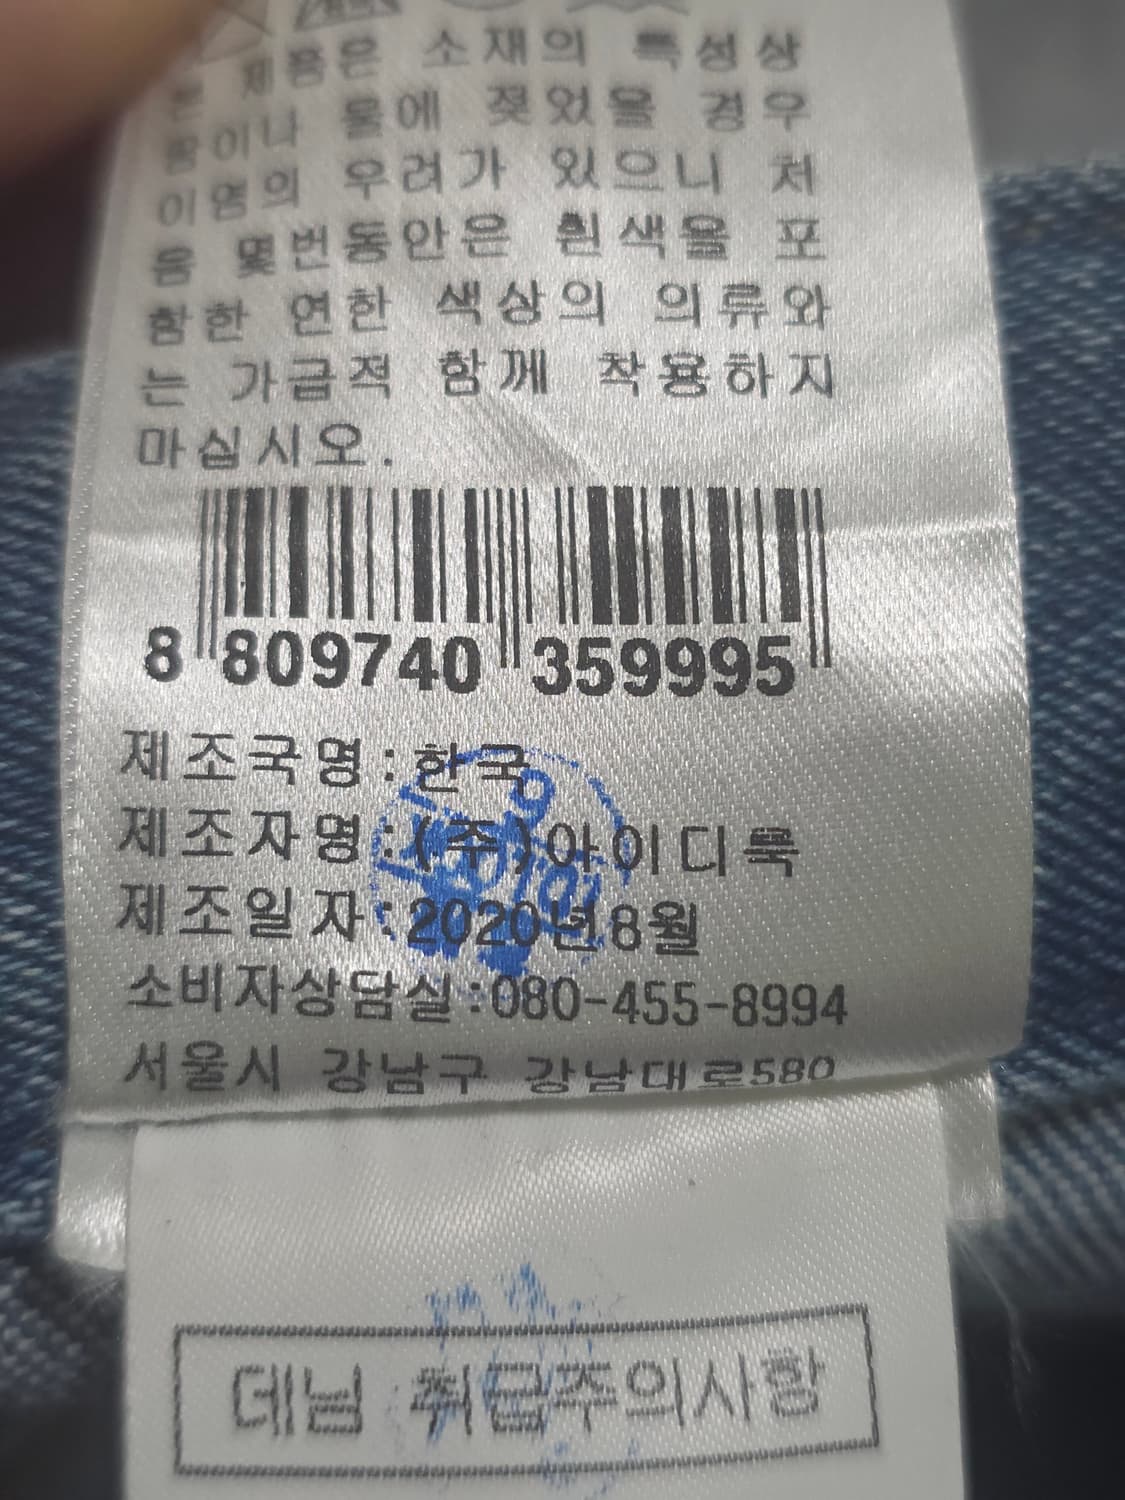 본 제품은 소재의 특성상
땀이나 물에 젖었을 경우
이염의 우려가 있으니 처
음 몇번동안은 흰색을 포
함한 연한 색상의 의류와
는 가급적 함께 착용하지
마십시오.
8 809740 359995
제조국명:한국
제조자명:(주)아이디룩
제조일자:2020년8월
소비자상담실:080-455-8994
서울시 강남구 강남대로580
데님 취급주의사항